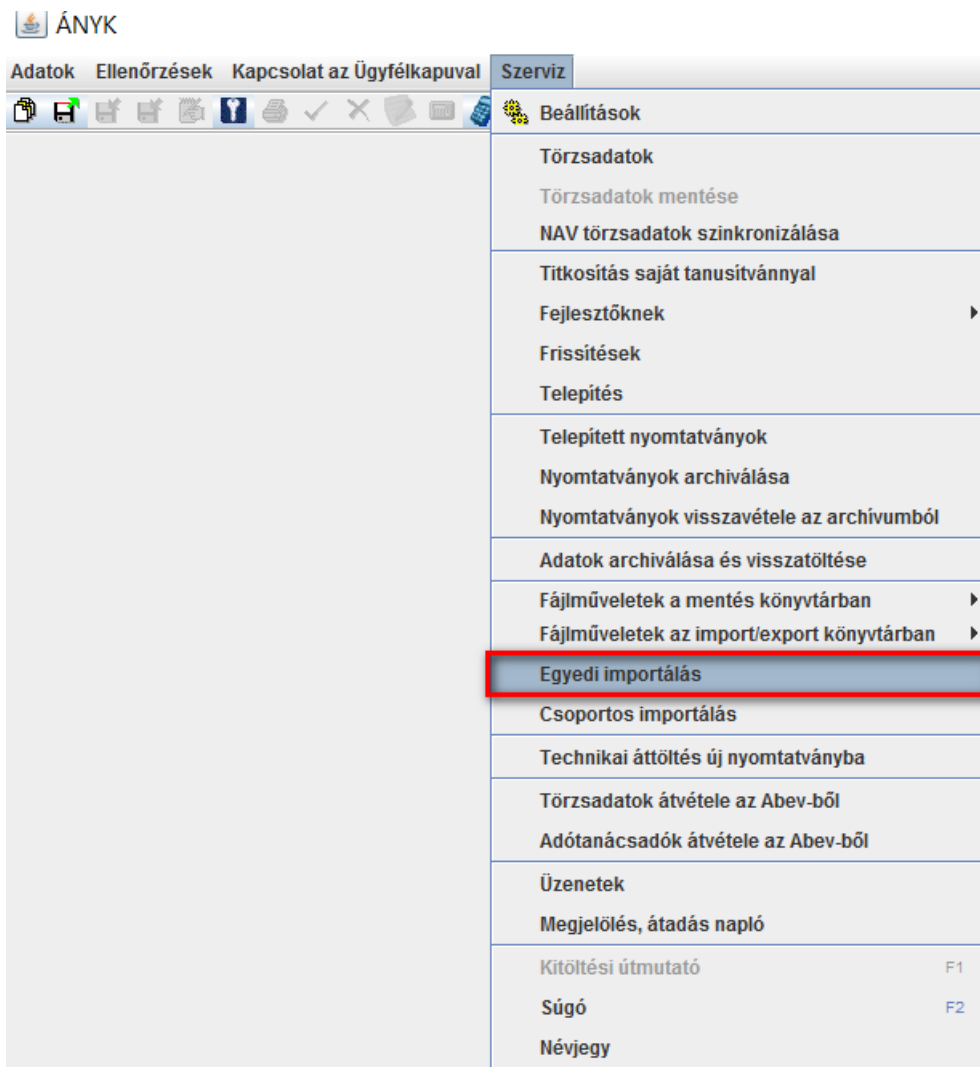 ÁNYK
Adatok Ellenőrzések Kapcsolat az Ügyfélkapuval Szerviz
Beállítások
Törzsadatok
Törzsadatok mentése
NAV törzsadatok szinkronizálása
Titkosítás saját tanusítvánnyal
Fejlesztőknek
Frissítések
Telepítés
Telepített nyomtatványok
Nyomtatványok archiválása
Nyomtatványok visszavétele az archívumból
Adatok archiválása és visszatöltése
Fájlműveletek a mentés könyvtárban
Fájlműveletek az import/export könyvtárban
Egyedi importálás
Csoportos importálás
Technikai áttöltés új nyomtatványba
Törzsadatok átvétele az Abev-ből
Adótanácsadók átvétele az Abev-ből
Üzenetek
Megjelölés, átadás napló
Kitöltési útmutató F1
Súgó F2
Névjegy